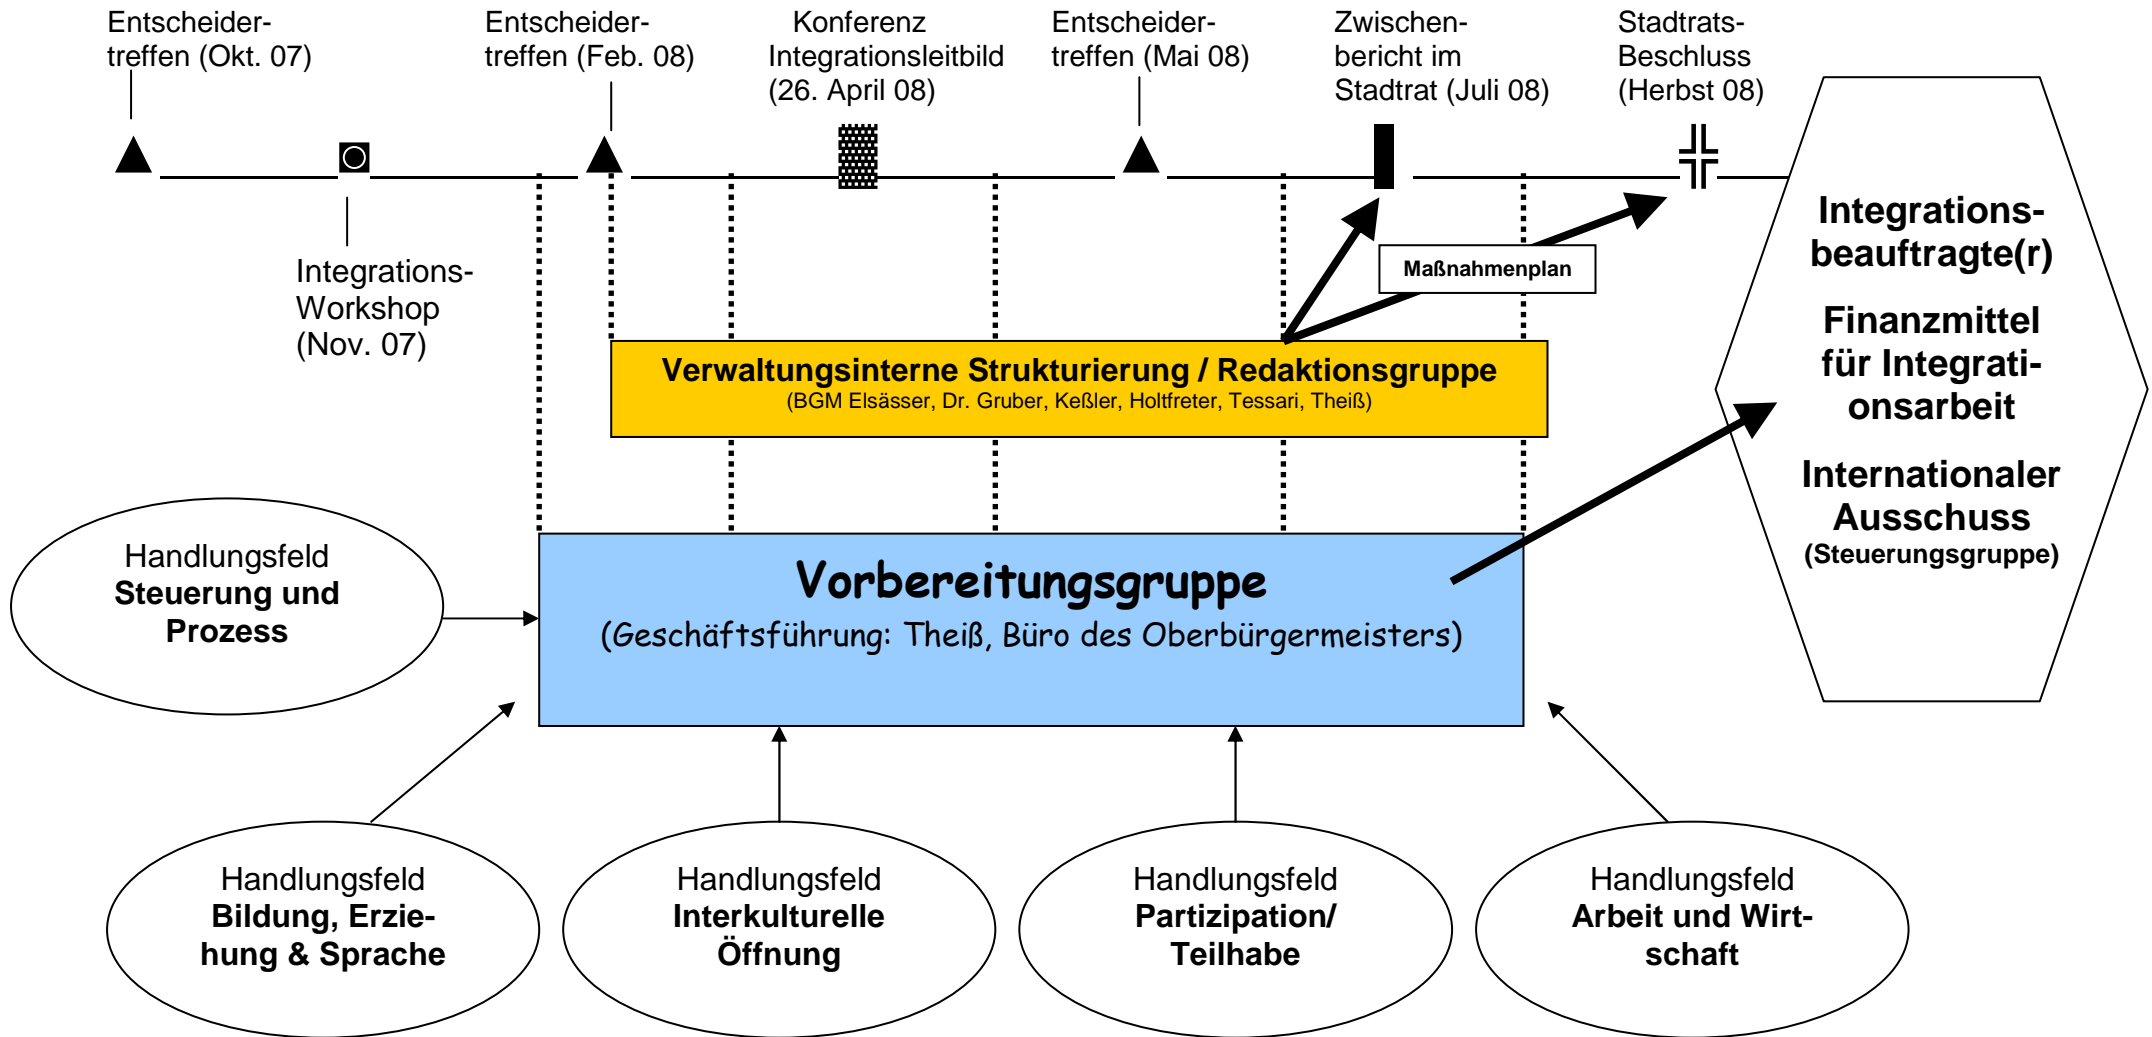 Entscheider-
treffen (Okt. 07)
Entscheider-
treffen (Feb. 08)
Konferenz
Integrationsleitbild
(26. April 08)
Entscheider-
treffen (Mai 08)
Zwischen-
bericht im
Stadtrat (Juli 08)
Stadtrats-
Beschluss
(Herbst 08)
Integrations-
Workshop
(Nov. 07)
Maßnahmenplan
Integrations-
beauftragte(r)
Finanzmittel
für Integrati-
onsarbeit
Internationaler
Ausschuss
(Steuerungsgruppe)
Verwaltungsinterne Strukturierung / Redaktionsgruppe
(BGM Elsässer, Dr. Gruber, Keßler, Holtfreter, Tessari, Theiß)
Handlungsfeld
Steuerung und
Prozess
Vorbereitungsgruppe
(Geschäftsführung: Theiß, Büro des Oberbürgermeisters)
Handlungsfeld
Bildung, Erzie-
hung & Sprache
Handlungsfeld
Interkulturelle
Öffnung
Handlungsfeld
Partizipation/
Teilhabe
Handlungsfeld
Arbeit und Wirt-
schaft